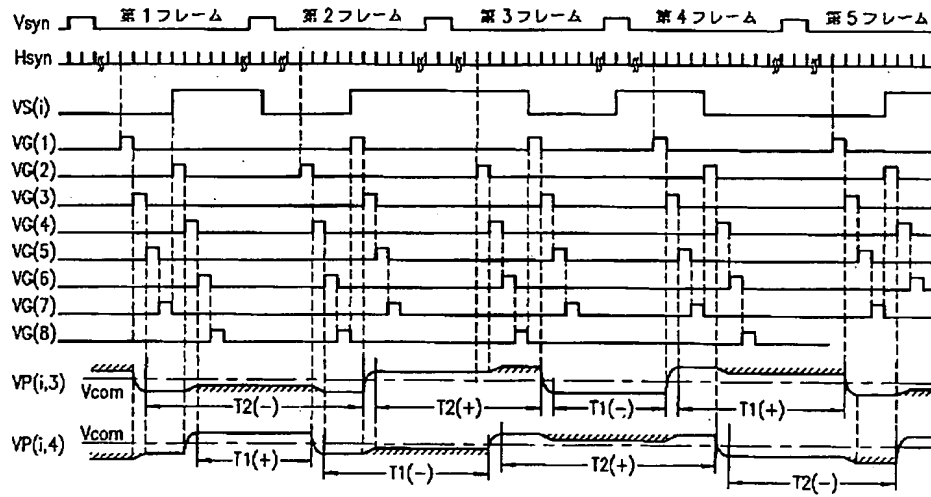 第1フレーム 第2フレーム 第3フレーム 第4フレーム 第5フレーム
Vsyn
Hsyn
VS(i)
VG(1)
VG(2)
VG(3)
VG(4)
VG(5)
VG(6)
VG(7)
VG(8)
VP(i,3)
Vcom
T2(-) T2(+) T1(-) T1(+)
Vcom
VP(i,4)
T1(+) T1(-) T2(+) T2(-)